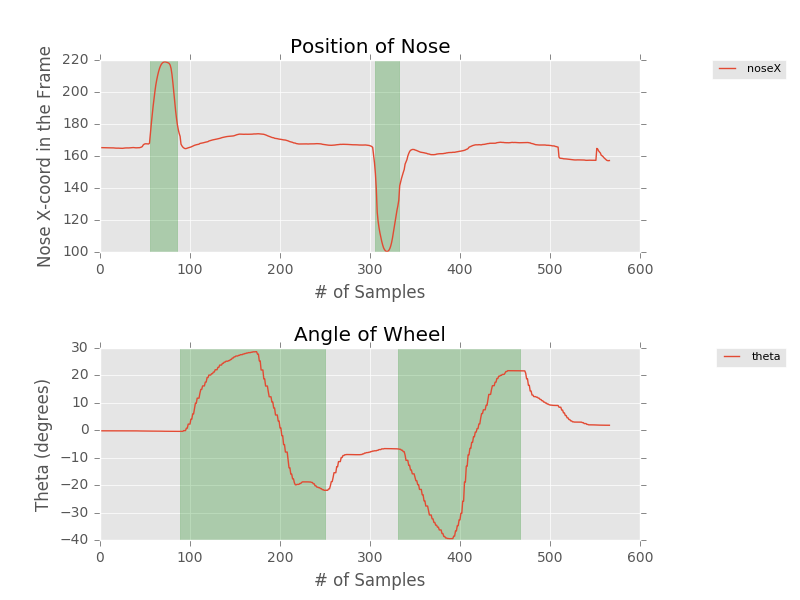 Position of Nose
noseX
Nose X-coord in the Frame
220
200
180
160
140
120
100
0 100 200 300 400 500 600
# of Samples
Angle of Wheel
theta
Theta (degrees)
30
20
10
0
−10
−20
−30
−40
0 100 200 300 400 500 600
# of Samples